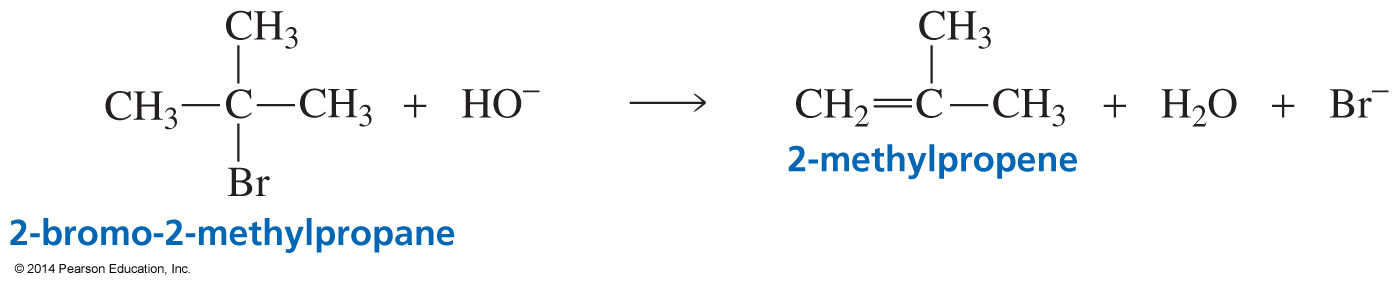 CH₃ CH₃
CH₃—C—CH₃ + HO⁻ ⟶ CH₂=C—CH₃ + H₂O + Br⁻
Br
2-methylpropene
2-bromo-2-methylpropane
© 2014 Pearson Education, Inc.